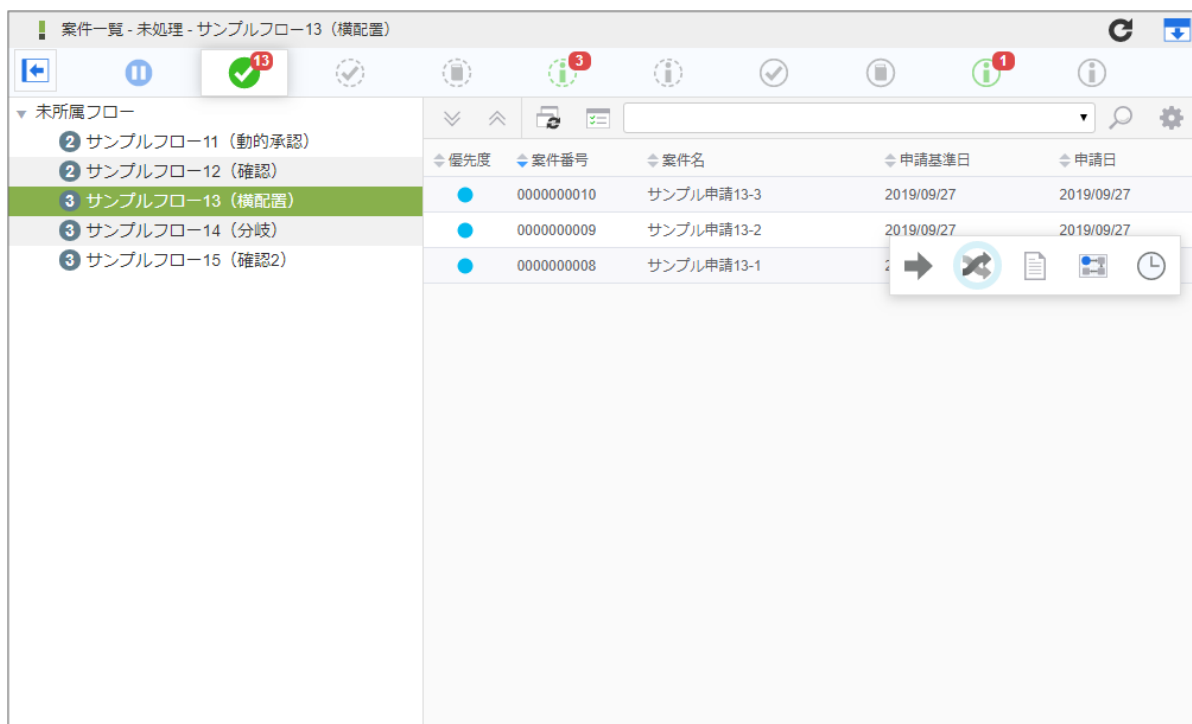 案件一覧 - 未処理 - サンプルフロー13（横配置）
13
3
1
未所属フロー
2 サンプルフロー11（動的承認）
2 サンプルフロー12（確認）
3 サンプルフロー13（横配置）
3 サンプルフロー14（分岐）
3 サンプルフロー15（確認2）
優先度 案件番号 案件名 申請基準日 申請日
0000000010 サンプル申請13-3 2019/09/27 2019/09/27
0000000009 サンプル申請13-2 2019/09/27 2019/09/27
0000000008 サンプル申請13-1 2